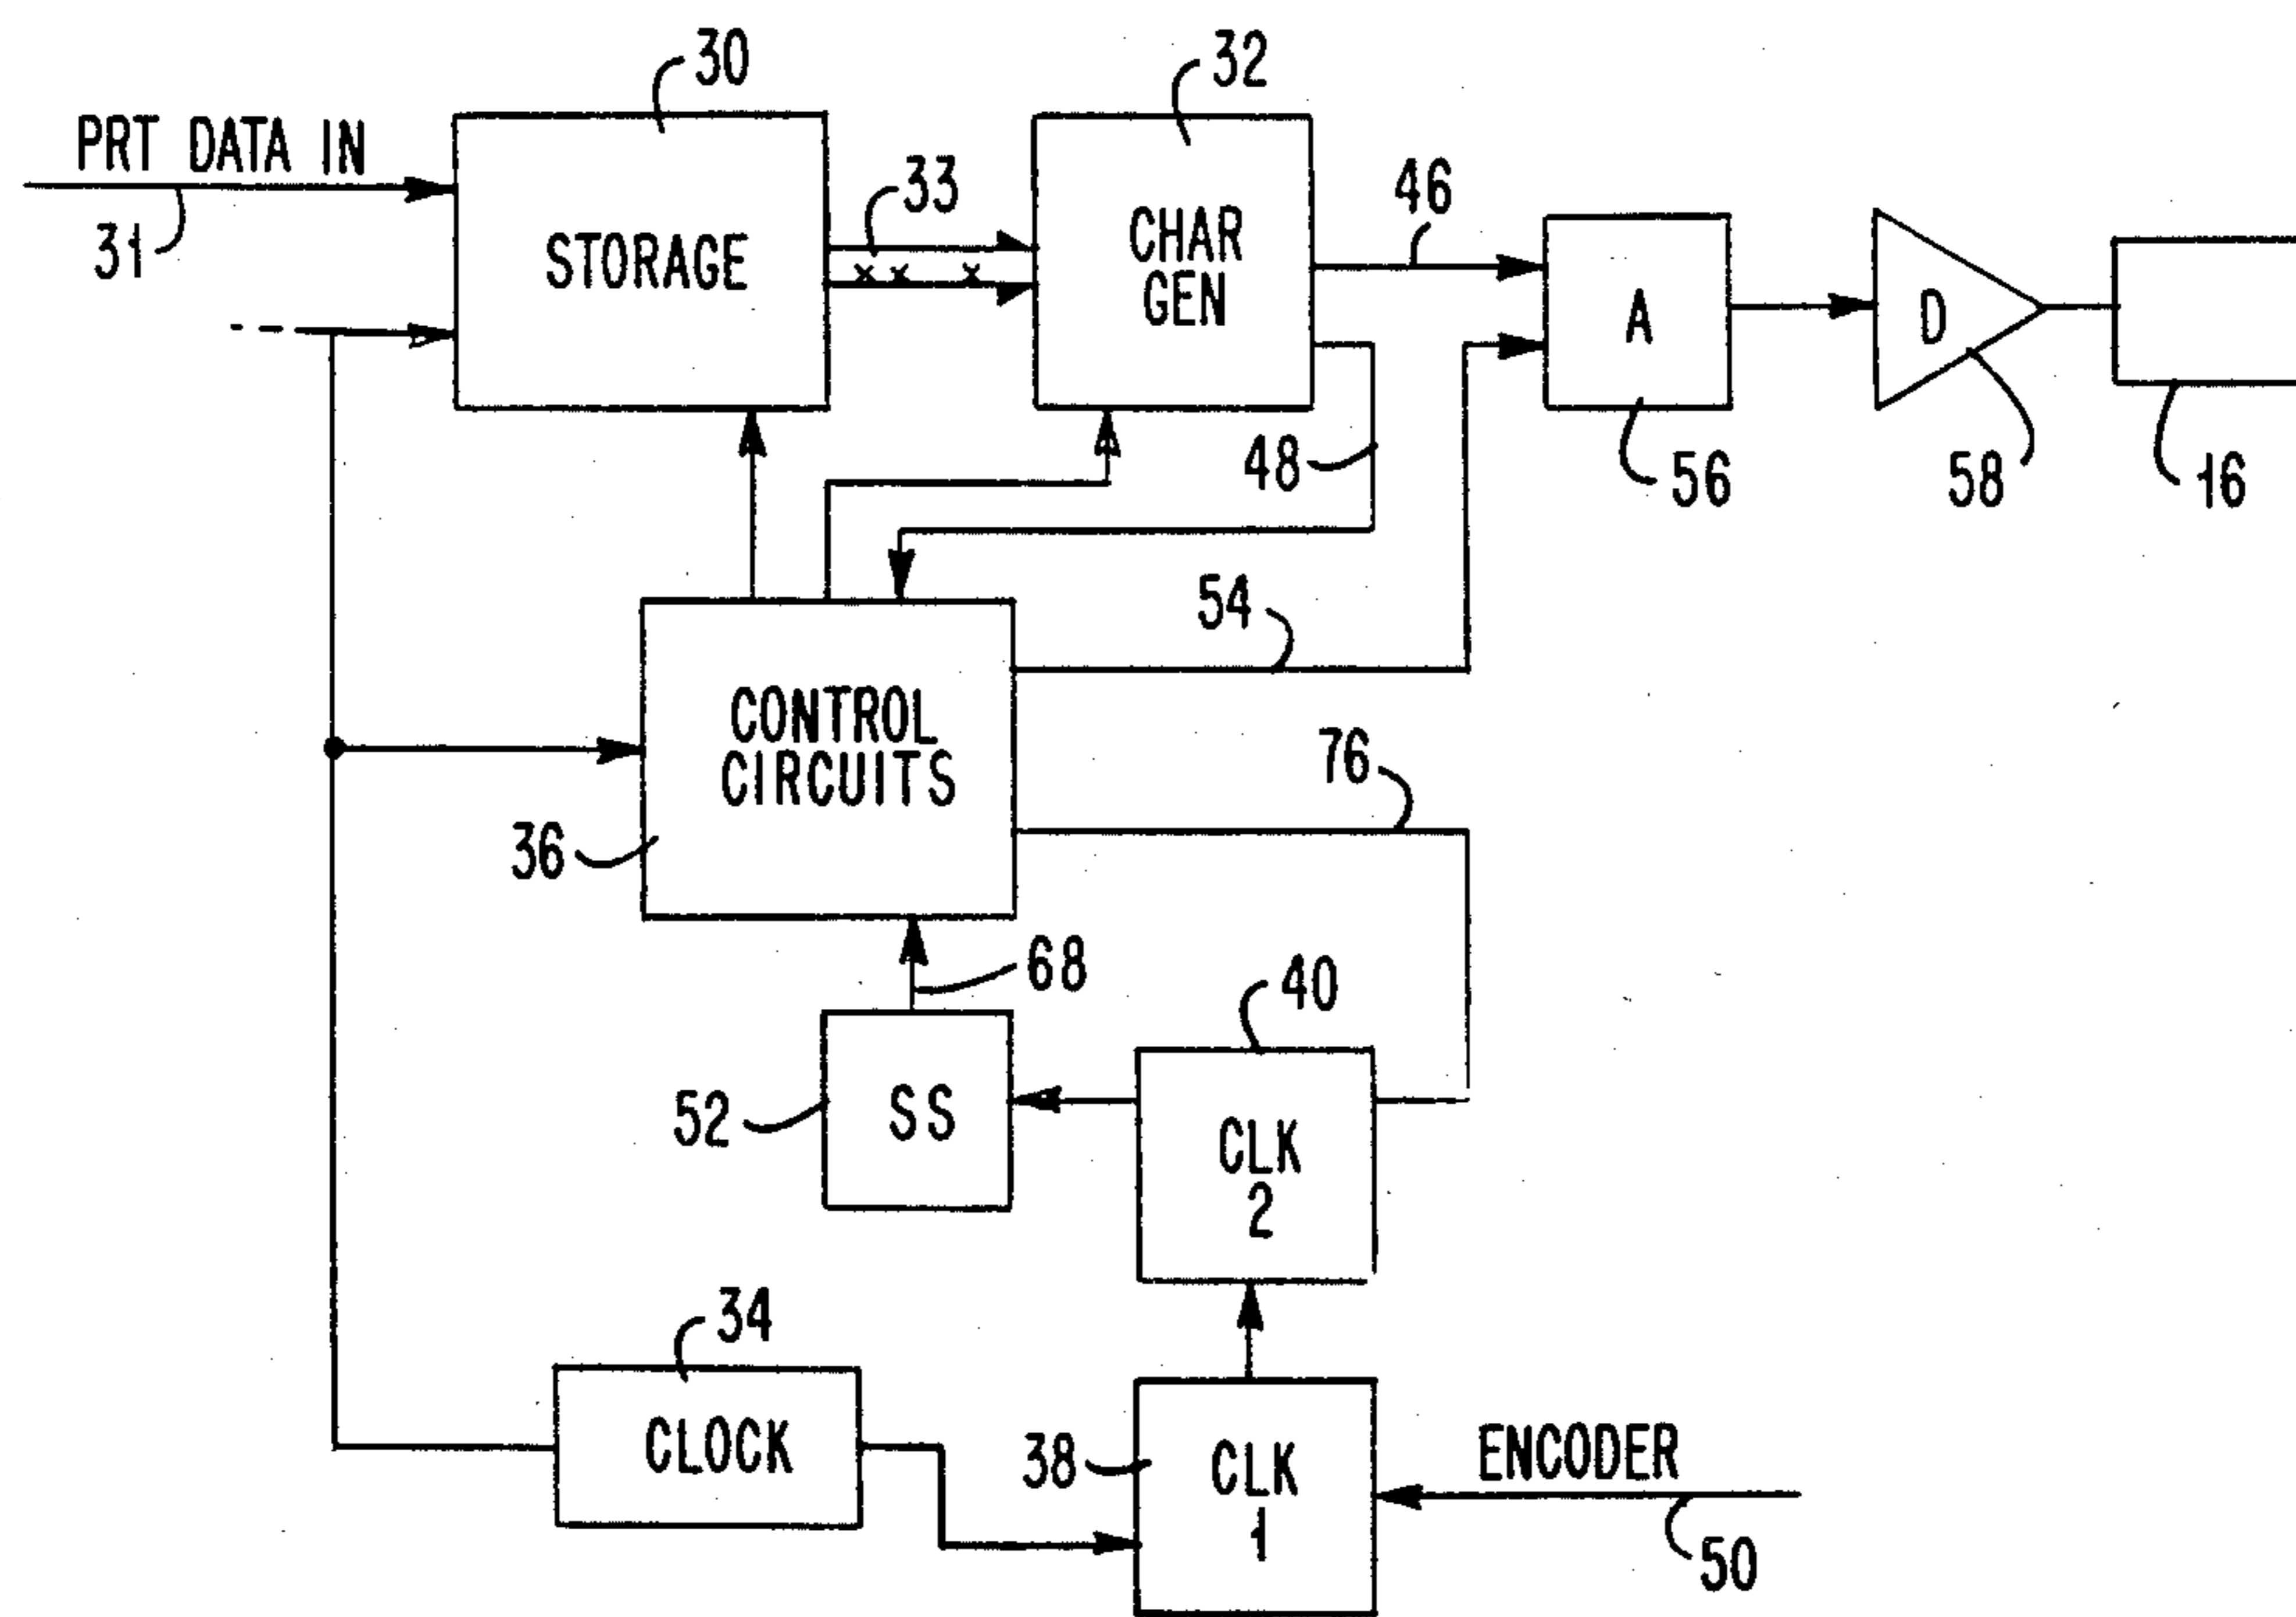 30
32
PRT DATA IN
33
46
31
STORAGE
CHAR
GEN
A
D
48
56
58
16
54
CONTROL
CIRCUITS
76
36
68
40
52
SS
CLK
2
34
CLOCK
38
CLK
1
ENCODER
50